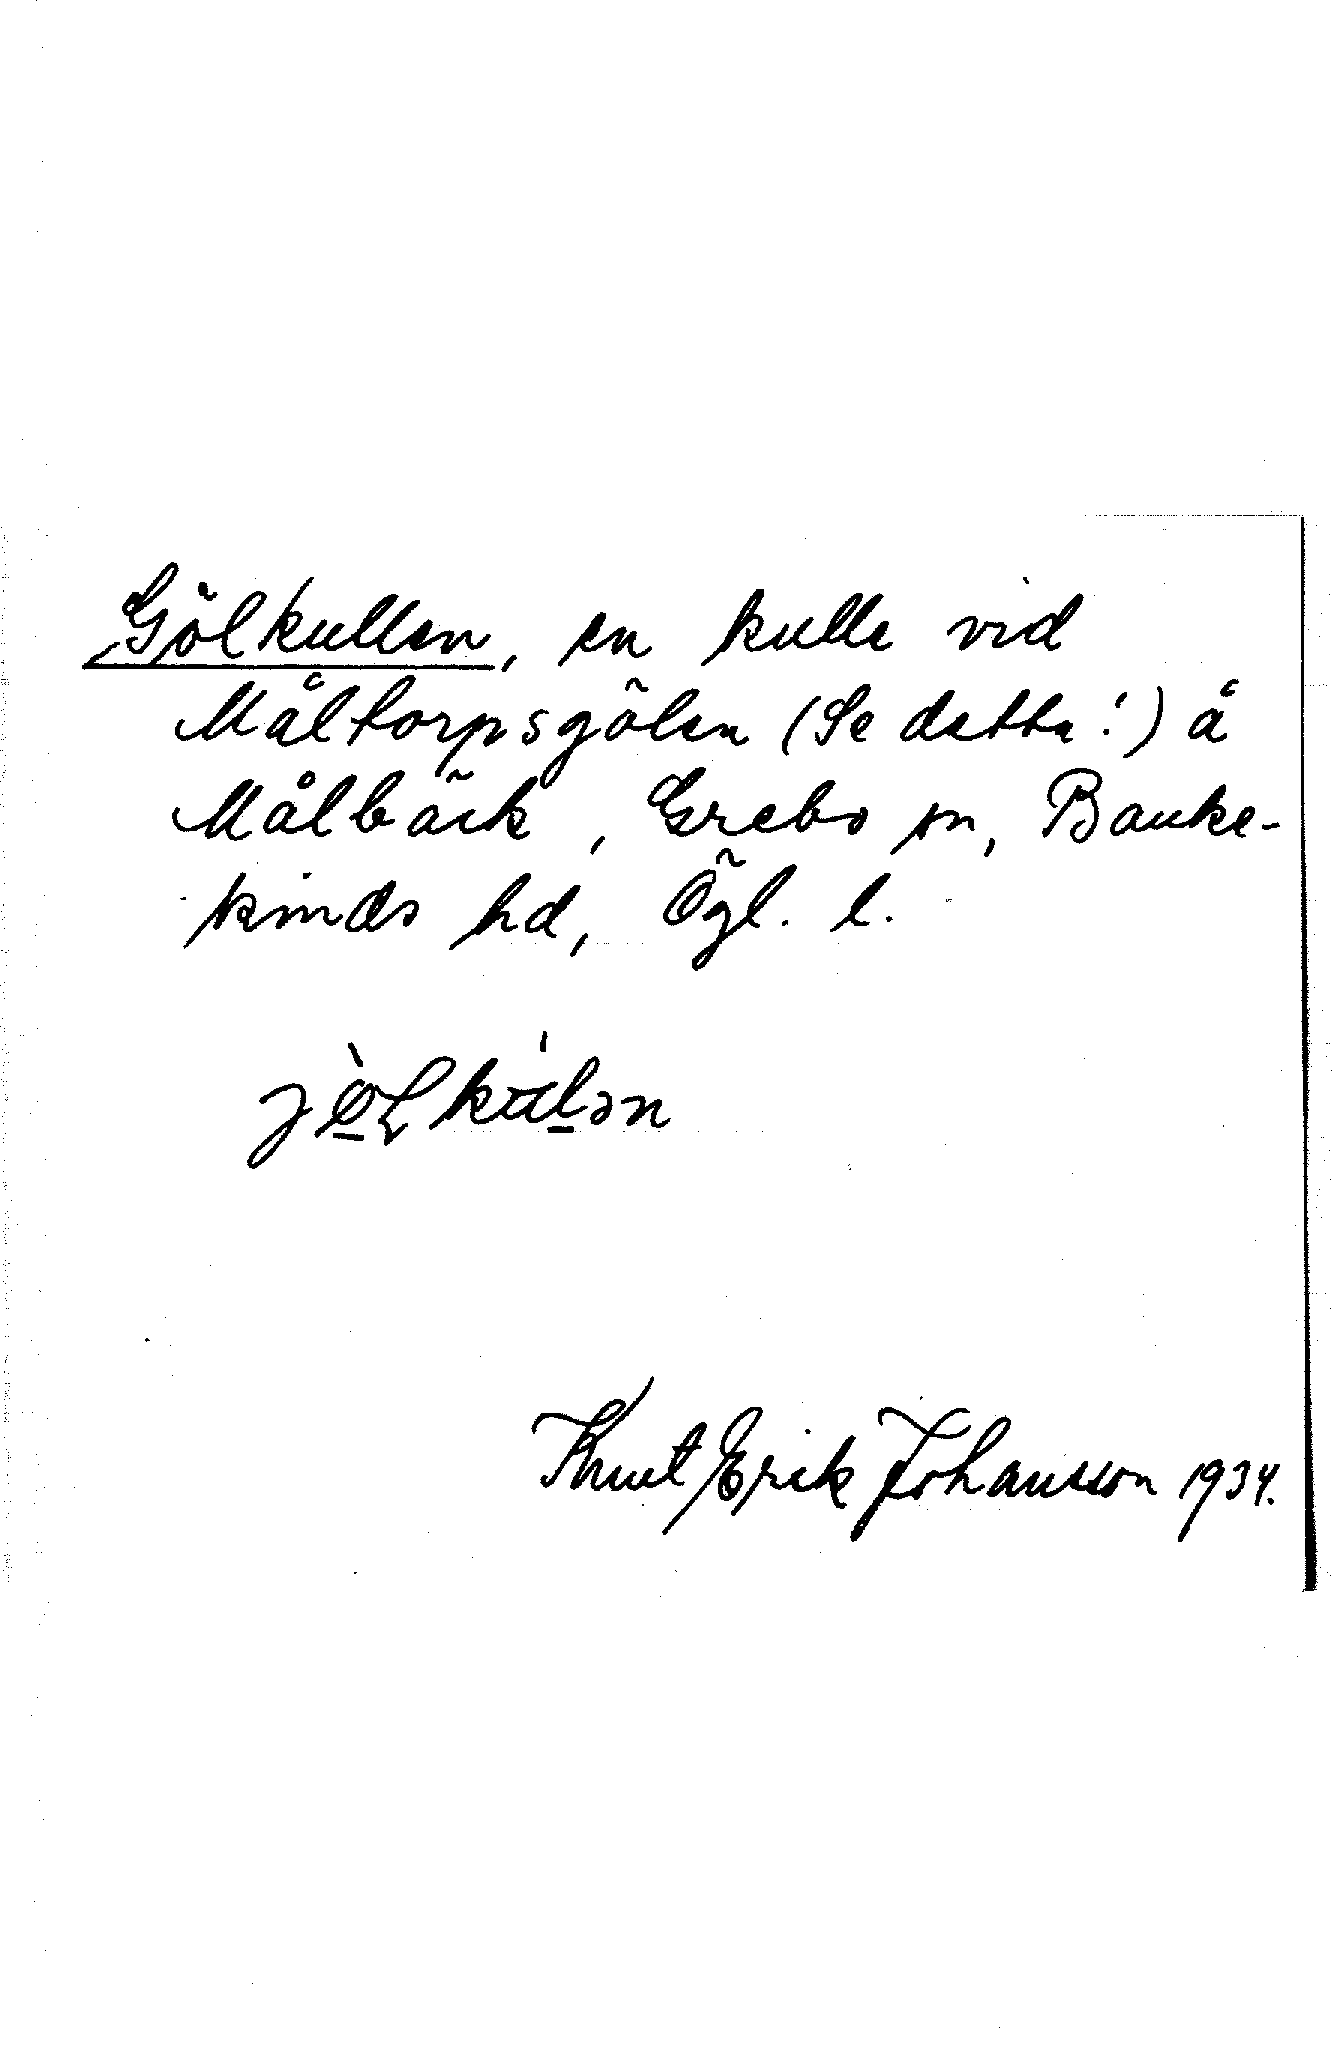 Gölkullen, en kulle vid
Måltorpsgölen (Se detta!) å
Målbäck, Grebo sn, Banke-
kinds hd, Ögl. l.
Knut Erik Johansson 1934.